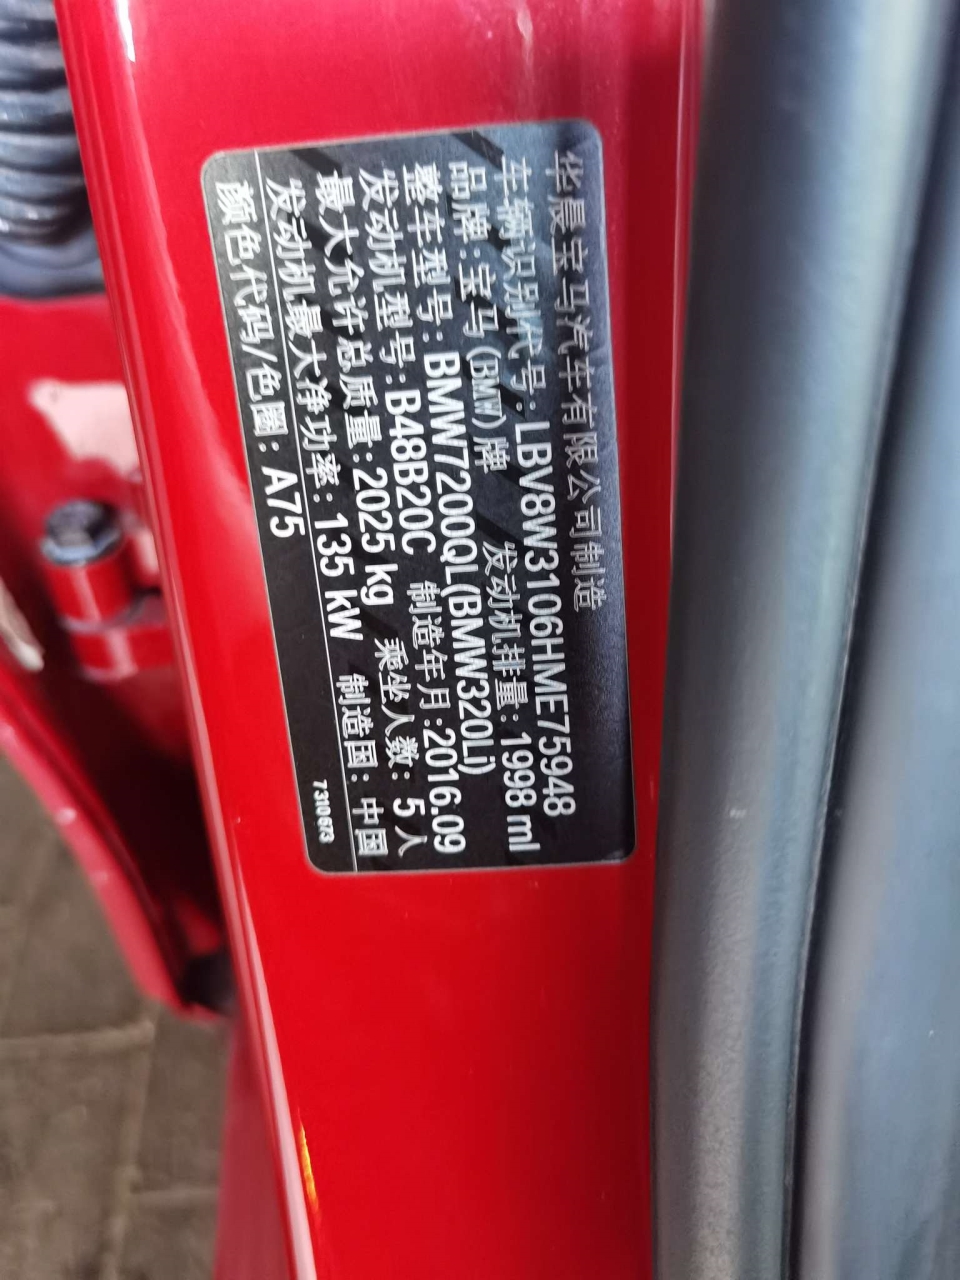 华晨宝马汽车有限公司制造
车辆识别代号:LBV8W3106HME75948
品牌:宝马(BMW)牌 发动机排量:1998 ml
整车型号:BMW7200QL(BMW320Li)
发动机型号:B48B20C 制造年月:2016.09
最大允许总质量:2025 kg 乘坐人数: 5 人
发动机最大净功率: 135 kW 制造国: 中国
颜色代码/色圈: A75 7310673